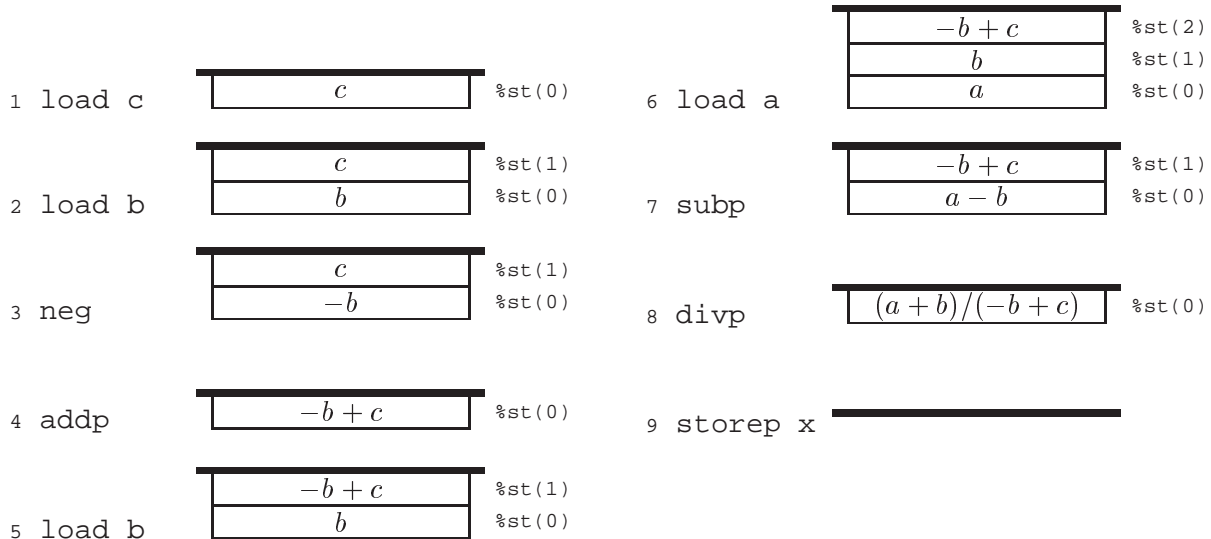 1 load c
c %st(0)
2 load b
c %st(1)
b %st(0)
3 neg
c %st(1)
−b %st(0)
4 addp
−b + c %st(0)
5 load b
−b + c %st(1)
b %st(0)
6 load a
−b + c %st(2)
b %st(1)
a %st(0)
7 subp
−b + c %st(1)
a − b %st(0)
8 divp
(a + b)/(−b + c) %st(0)
9 storep x